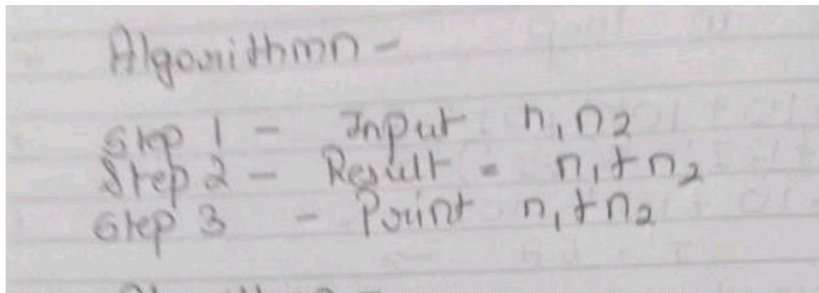 Algorithmn -
Step 1 - Input n₁ n₂
Step 2 - Result = n₁ + n₂
Step 3 - Print n₁ + n₂